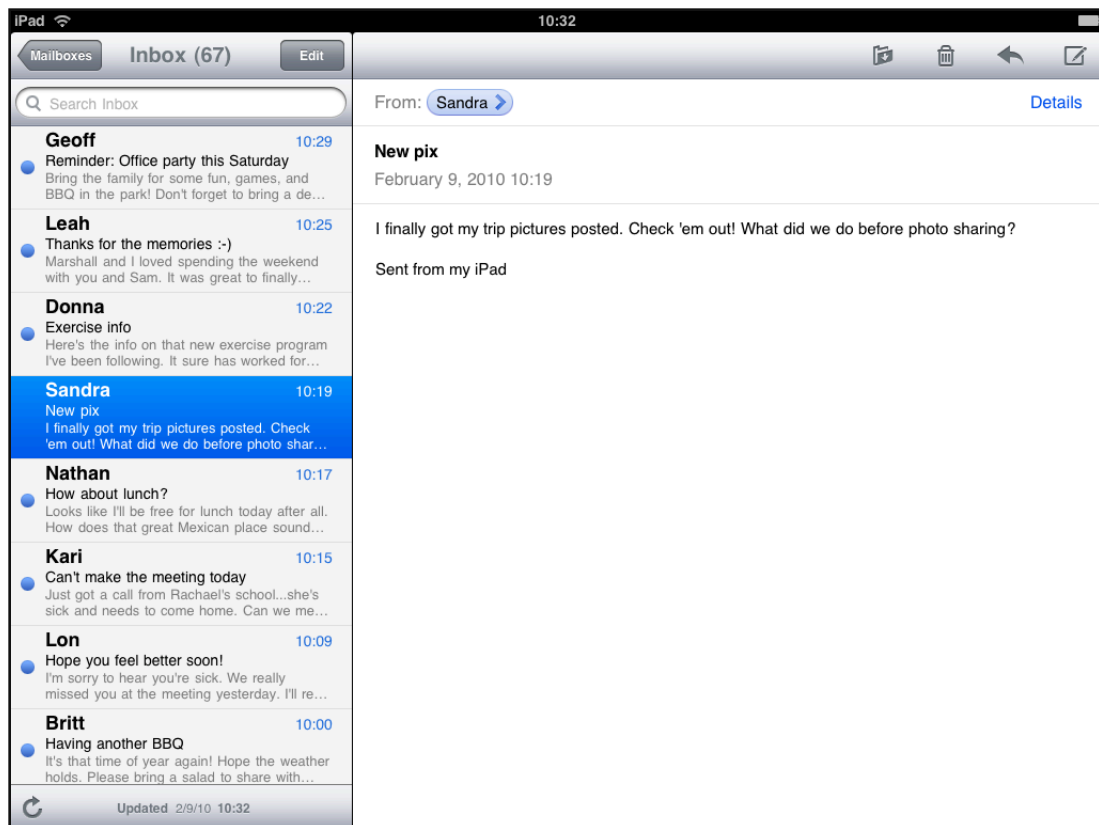 iPad
10:32
Mailboxes
Inbox (67)
Edit
Search Inbox
Geoff 10:29
Reminder: Office party this Saturday
Bring the family for some fun, games, and
BBQ in the park! Don't forget to bring a de...
Leah 10:25
Thanks for the memories :-)
Marshall and I loved spending the weekend
with you and Sam. It was great to finally...
Donna 10:22
Exercise info
Here's the info on that new exercise program
I've been following. It sure has worked for...
Sandra 10:19
New pix
I finally got my trip pictures posted. Check
'em out! What did we do before photo shar...
Nathan 10:17
How about lunch?
Looks like I'll be free for lunch today after all.
How does that great Mexican place sound...
Kari 10:15
Can't make the meeting today
Just got a call from Rachael's school...she's
sick and needs to come home. Can we me...
Lon 10:09
Hope you feel better soon!
I'm sorry to hear you're sick. We really
missed you at the meeting yesterday. I'll re...
Britt 10:00
Having another BBQ
It's that time of year again! Hope the weather
holds. Please bring a salad to share with...
Updated 2/9/10 10:32
From: Sandra
Details
New pix
February 9, 2010 10:19
I finally got my trip pictures posted. Check 'em out! What did we do before photo sharing?
Sent from my iPad